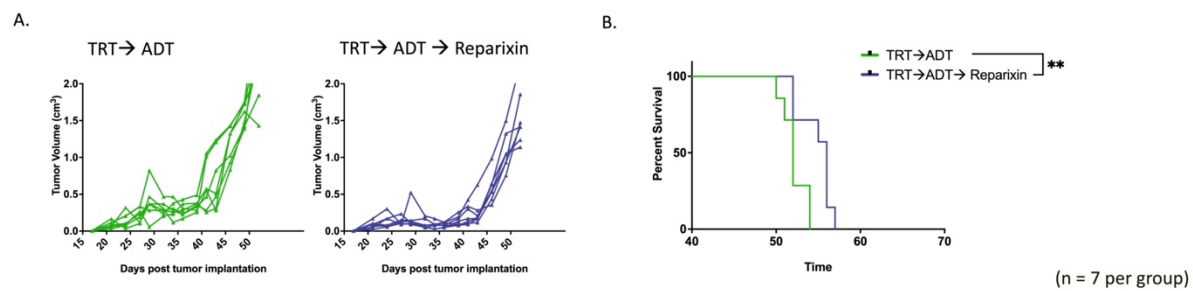 A.
TRT→ ADT
TRT→ ADT → Reparixin
2.0
1.5
1.0
0.5
0.0
Tumor Volume (cm³)
15 20 25 30 35 40 45 50
Days post tumor implantation
2.0
1.5
1.0
0.5
0.0
Tumor Volume (cm³)
15 20 25 30 35 40 45 50
Days post tumor implantation
B.
TRT→ADT
TRT→ADT→ Reparixin
**
100
50
0
Percent Survival
40 50 60 70
Time
(n = 7 per group)